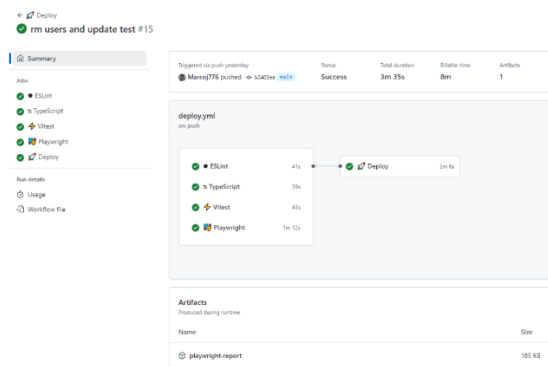 ← 🚀 Deploy
rm users and update test #15
Summary
Jobs
ESLint
TypeScript
Vitest
Playwright
Deploy
Run details
Usage
Workflow file
Triggered via push yesterday
Marcoj776 pushed b2403ee main
Status
Success
Total duration
3m 35s
Billable time
8m
Artifacts
1
deploy.yml
on: push
ESLint 41s
TypeScript 39s
Vitest 43s
Playwright 1m 12s
Deploy 2m 6s
Artifacts
Produced during runtime
Name Size
playwright-report 185 KB